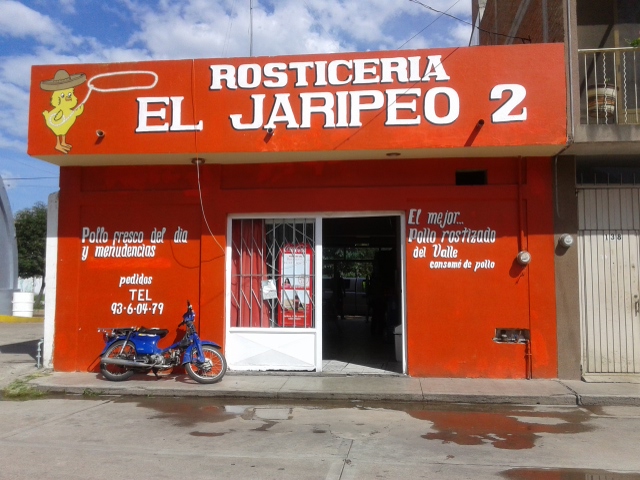 ROSTICERIA
EL JARIPEO 2
Pollo fresco del dia
y menudencias
pedidos
TEL
93-6-04-79
El mejor...
Pollo rostizado
del Valle
consomé de pollo